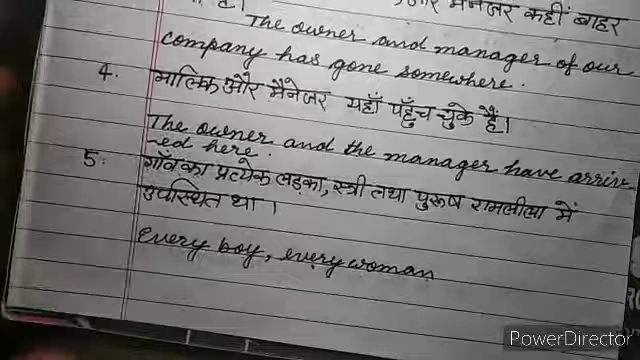 और मैनेजर कहीं बाहर
The owner and manager of our
company has gone somewhere.
4. मालिक और मैनेजर यहाँ पहुँच चुके हैं।
The owner and the manager have arriv
-ed here.
5. गाँव का प्रत्येक लड़का, स्त्री तथा पुरूष रामलीला में
उपस्थित था।
Every boy, every woman
PowerDirector